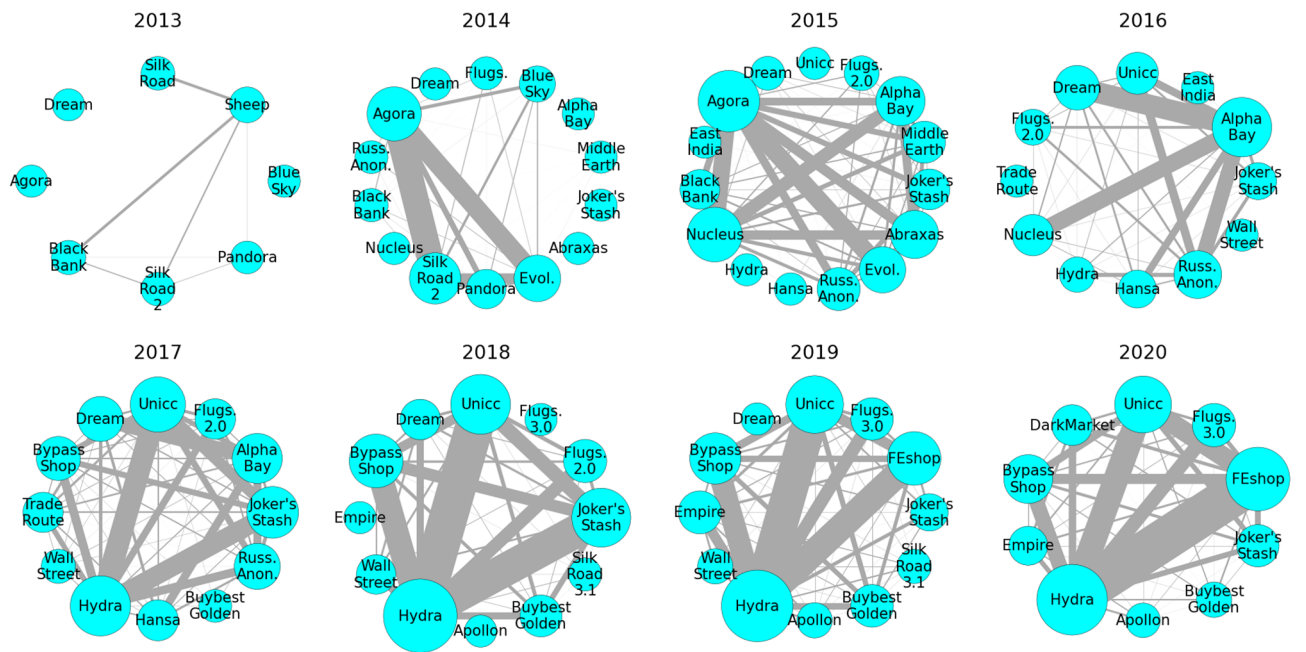 2013
Silk
Road
Dream
Sheep
Agora
Blue
Sky
Black
Bank
Pandora
Silk
Road
2
2014
Flugs.
Dream
Blue
Sky
Agora
Alpha
Bay
Russ.
Anon.
Middle
Earth
Black
Bank
Joker's
Stash
Nucleus
Abraxas
Silk
Road
2
Pandora
Evol.
2015
Unicc
Dream
Flugs.
2.0
Agora
Alpha
Bay
East
India
Middle
Earth
Black
Bank
Joker's
Stash
Nucleus
Abraxas
Hydra
Evol.
Hansa
Russ.
Anon.
2016
Unicc
Dream
East
India
Flugs.
2.0
Alpha
Bay
Trade
Route
Joker's
Stash
Nucleus
Wall
Street
Hydra
Russ.
Anon.
Hansa
2017
Unicc
Dream
Flugs.
2.0
Bypass
Shop
Alpha
Bay
Trade
Route
Joker's
Stash
Wall
Street
Russ.
Anon.
Hydra
Buybest
Golden
Hansa
2018
Unicc
Dream
Flugs.
3.0
Bypass
Shop
Flugs.
2.0
Empire
Joker's
Stash
Wall
Street
Silk
Road
3.1
Hydra
Buybest
Golden
Apollon
2019
Unicc
Dream
Flugs.
3.0
Bypass
Shop
FEshop
Empire
Joker's
Stash
Wall
Street
Silk
Road
3.1
Hydra
Buybest
Golden
Apollon
2020
Unicc
DarkMarket
Flugs.
3.0
Bypass
Shop
FEshop
Empire
Joker's
Stash
Hydra
Buybest
Golden
Apollon